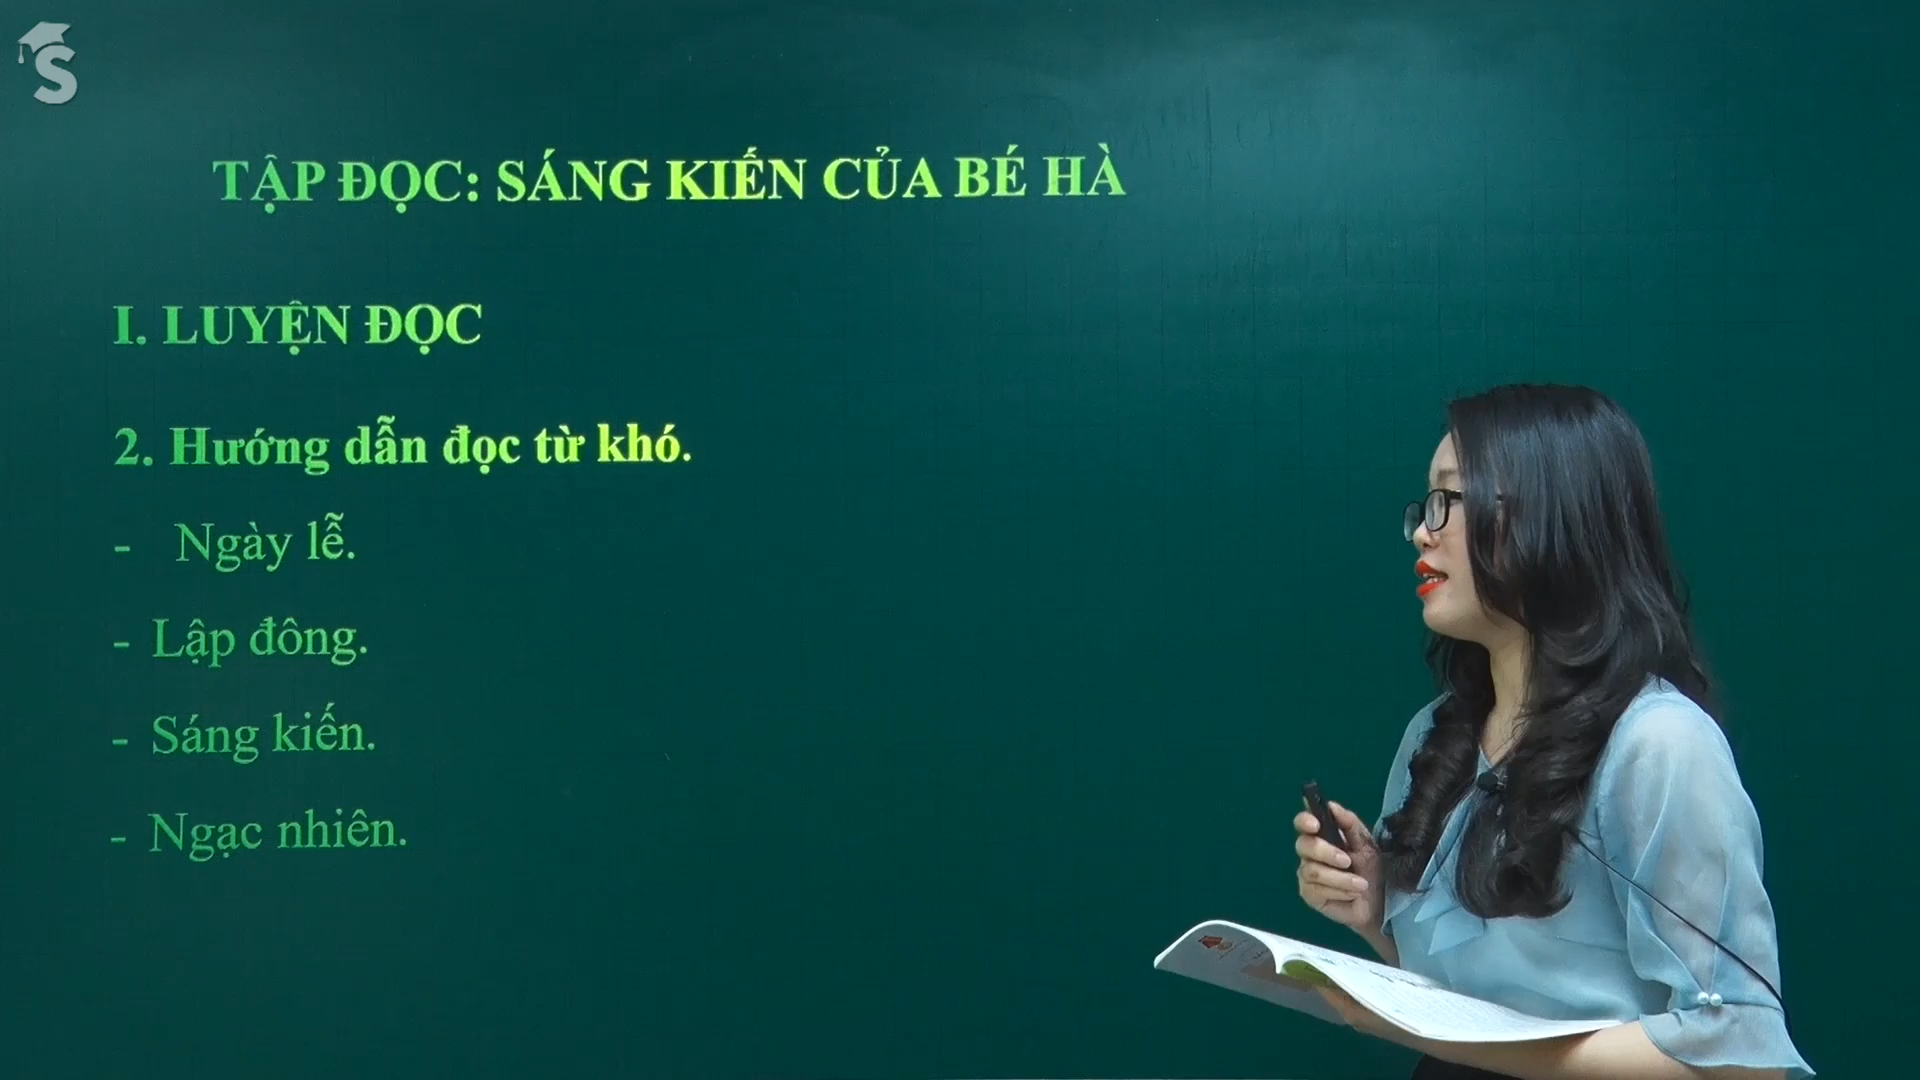 S
TẬP ĐỌC: SÁNG KIẾN CỦA BÉ HÀ
I. LUYỆN ĐỌC
2. Hướng dẫn đọc từ khó.
- Ngày lễ.
- Lập đông.
- Sáng kiến.
- Ngạc nhiên.